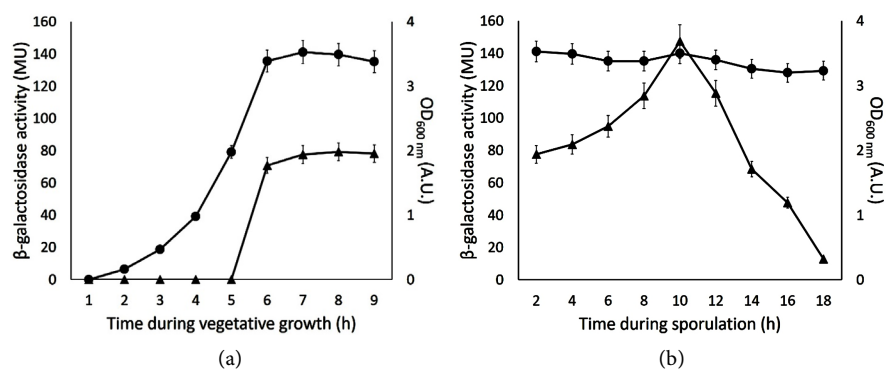 160
140
120
100
80
60
40
20
0
β-galactosidase activity (MU)
4
3
2
1
0
OD600 nm (A.U.)
1 2 3 4 5 6 7 8 9
Time during vegetative growth (h)
(a)
160
140
120
100
80
60
40
20
0
β-galactosidase activity (MU)
4
3
2
1
0
OD600 nm (A.U.)
2 4 6 8 10 12 14 16 18
Time during sporulation (h)
(b)